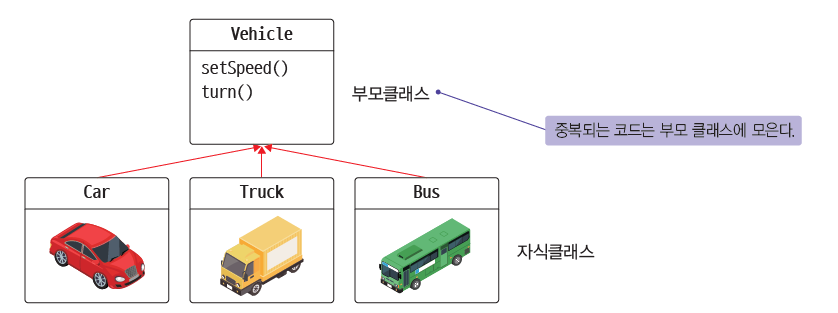 Vehicle
setSpeed()
turn()
부모클래스
중복되는 코드는 부모 클래스에 모은다.
Car
Truck
Bus
자식클래스